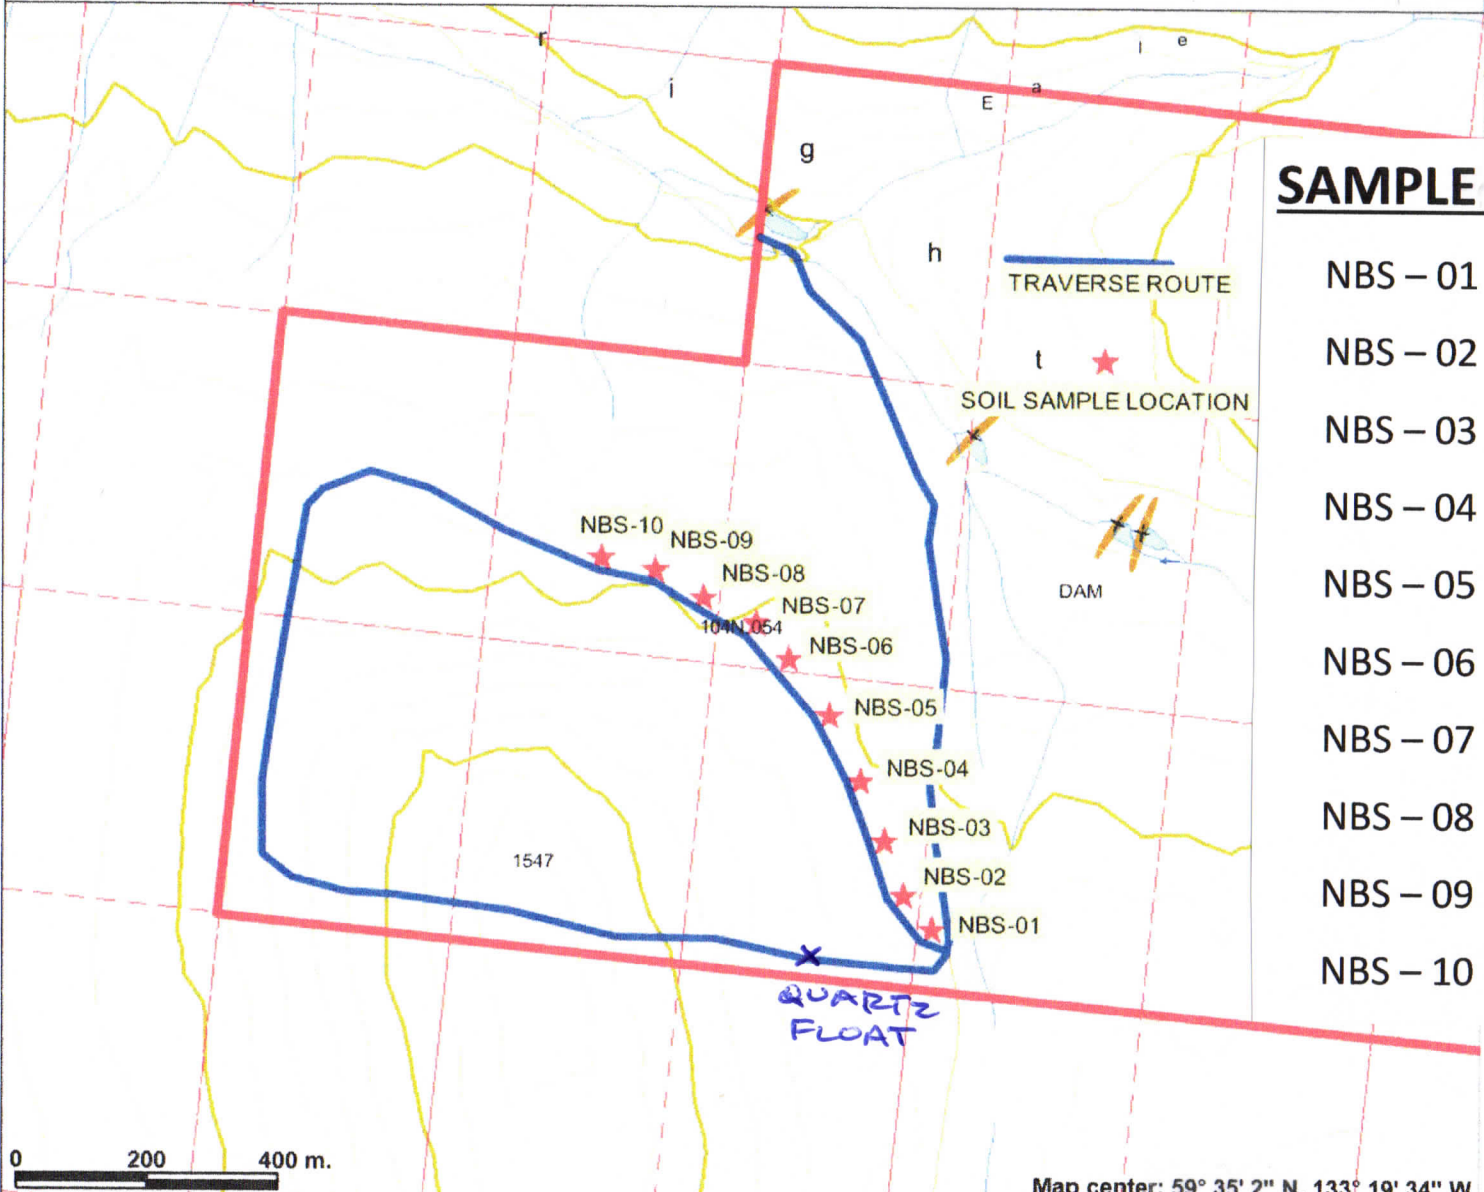 r
l e
i
E a
g
SAMPLE
h
TRAVERSE ROUTE
NBS – 01
t
NBS – 02
SOIL SAMPLE LOCATION
NBS – 03
NBS-10
NBS – 04
NBS-09
NBS-08
DAM
NBS – 05
NBS-07
104N.054
NBS-06
NBS – 06
NBS-05
NBS – 07
NBS-04
NBS-03
NBS – 08
1547
NBS-02
NBS – 09
NBS-01
NBS – 10
QUARTZ
FLOAT
0 200 400 m.
Map center: 59° 35' 2" N, 133° 19' 34" W